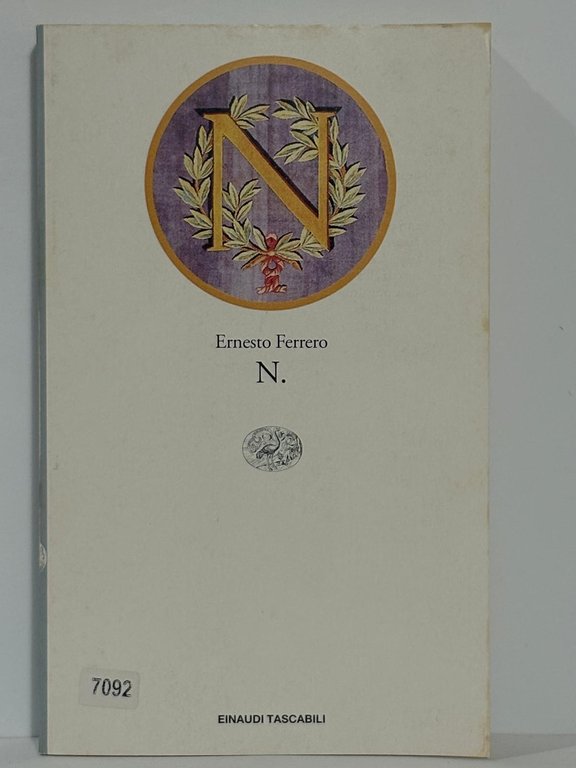 N
Ernesto Ferrero
N.
7092
EINAUDI TASCABILI